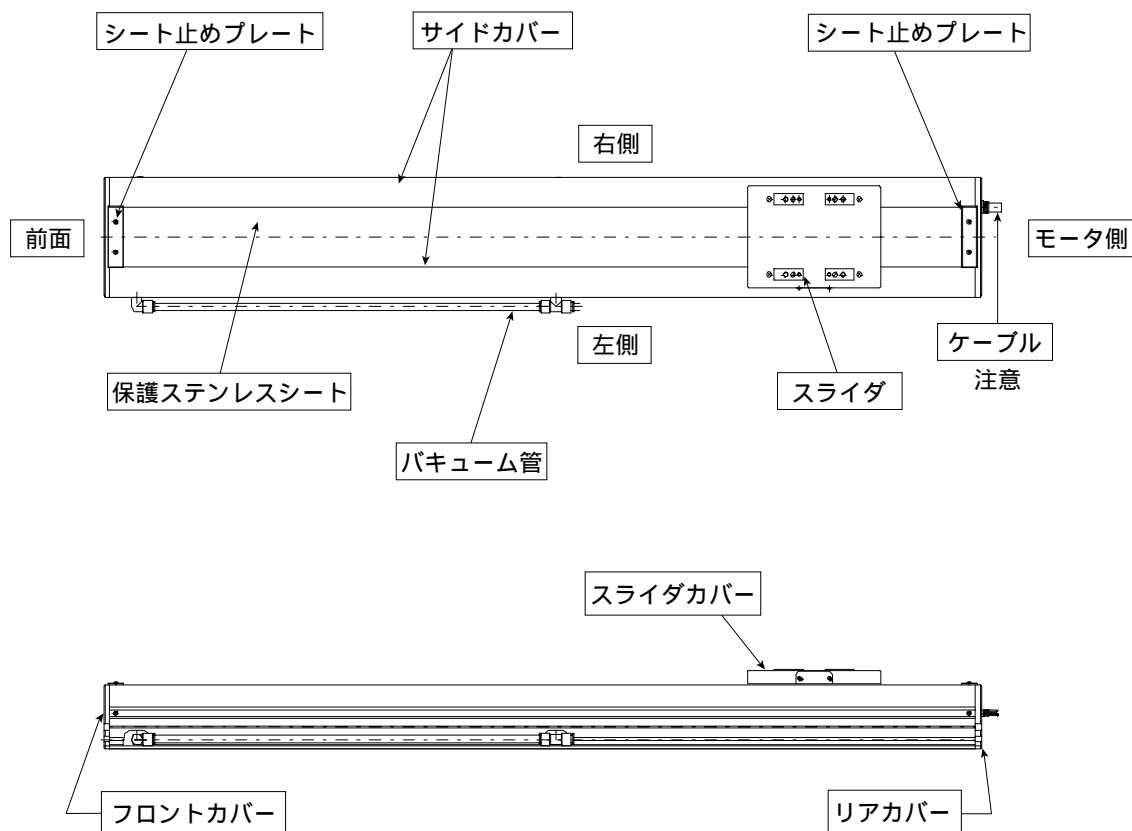 シート止めプレート
サイドカバー
シート止めプレート
右側
前面
モータ側
左側
ケーブル
注意
保護ステンレスシート
スライダ
バキューム管
スライダカバー
フロントカバー
リアカバー